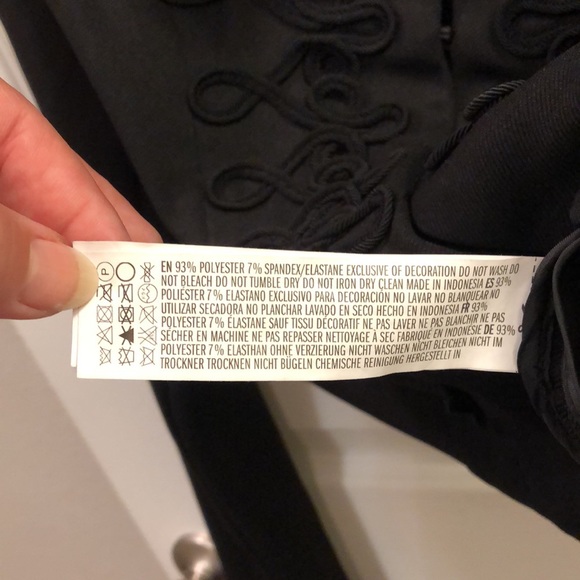 EN 93% POLYESTER 7% SPANDEX/ELASTANE EXCLUSIVE OF DECORATION DO NOT WASH DO
NOT BLEACH DO NOT TUMBLE DRY DO NOT IRON DRY CLEAN MADE IN INDONESIA ES 93%
POLIÉSTER 7% ELASTANO EXCLUSIVO PARA DECORACIÓN NO LAVAR NO BLANQUEAR NO
UTILIZAR SECADORA NO PLANCHAR LAVADO EN SECO HECHO EN INDONESIA FR 93%
POLYESTER 7% ÉLASTANE SAUF TISSU DÉCORATIF NE PAS LAVER NE PAS BLANCHIR NE PAS
SÉCHER EN MACHINE NE PAS REPASSER NETTOYAGE À SEC FABRIQUÉ EN INDONÉSIE DE 93%
POLYESTER 7% ELASTHAN OHNE VERZIERUNG NICHT WASCHEN NICHT BLEICHEN NICHT IM
TROCKNER TROCKNEN NICHT BÜGELN CHEMISCHE REINIGUNG HERGESTELLT IN
P